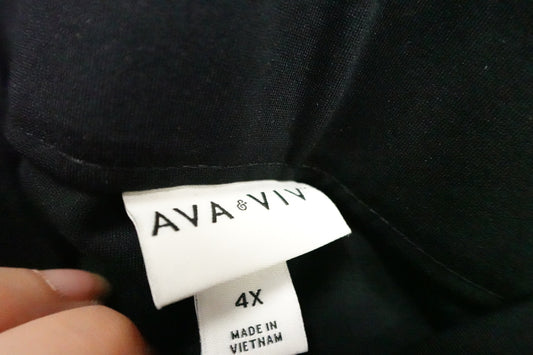 AVA & VIV
4X
MADE IN
VIETNAM